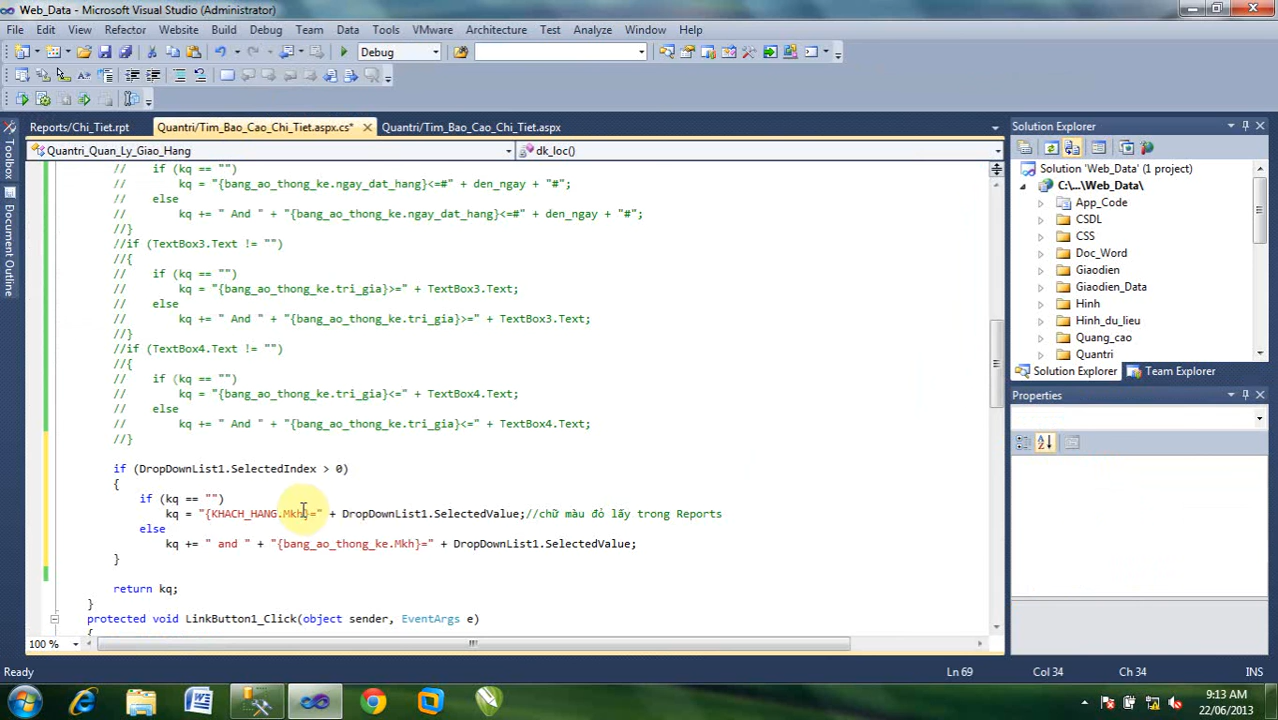 Web_Data - Microsoft Visual Studio (Administrator)
File Edit View Refactor Website Build Debug Team Data Tools VMware Architecture Test Analyze Window Help
Debug
Reports/Chi_Tiet.rpt Quantri/Tim_Bao_Cao_Chi_Tiet.aspx.cs* Quantri/Tim_Bao_Cao_Chi_Tiet.aspx
Quantri_Quan_Ly_Giao_Hang dk_loc()
Toolbox
Document Outline
// if (kq == "")
// kq = "{bang_ao_thong_ke.ngay_dat_hang}<=#" + den_ngay + "#";
// else
// kq += " And " + "{bang_ao_thong_ke.ngay_dat_hang}<=#" + den_ngay + "#";
//}
//if (TextBox3.Text != "")
//{
// if (kq == "")
// kq = "{bang_ao_thong_ke.tri_gia}>=" + TextBox3.Text;
// else
// kq += " And " + "{bang_ao_thong_ke.tri_gia}>=" + TextBox3.Text;
//}
//if (TextBox4.Text != "")
//{
// if (kq == "")
// kq = "{bang_ao_thong_ke.tri_gia}<=" + TextBox4.Text;
// else
// kq += " And " + "{bang_ao_thong_ke.tri_gia}<=" + TextBox4.Text;
//}
if (DropDownList1.SelectedIndex > 0)
{
if (kq == "")
kq = "{KHACH_HANG.Mkh}=" + DropDownList1.SelectedValue;//chữ màu đỏ lấy trong Reports
else
kq += " and " + "{bang_ao_thong_ke.Mkh}=" + DropDownList1.SelectedValue;
}
return kq;
}
protected void LinkButton1_Click(object sender, EventArgs e)
{
100 %
Solution Explorer
Solution 'Web_Data' (1 project)
C:\...\Web_Data\
App_Code
CSDL
CSS
Doc_Word
Giaodien
Giaodien_Data
Hinh
Hinh_du_lieu
Quang_cao
Quantri
Solution Explorer Team Explorer
Properties
Ready Ln 69 Col 34 Ch 34 INS
9:13 AM
22/06/2013